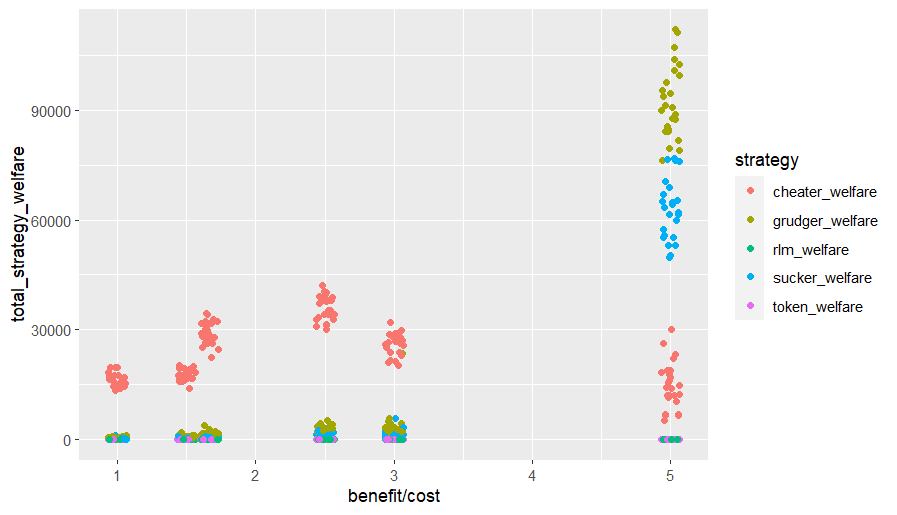 total_strategy_welfare
90000
60000
30000
0
1
2
3
4
5
benefit/cost
strategy
cheater_welfare
grudger_welfare
rlm_welfare
sucker_welfare
token_welfare